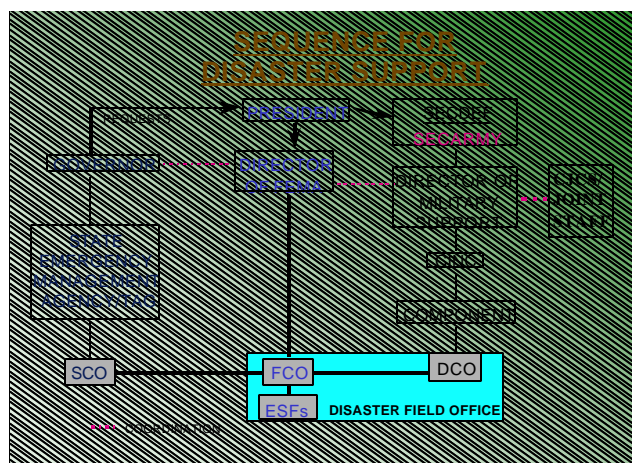 SEQUENCE FOR
DISASTER SUPPORT
REQUESTS
PRESIDENT
SECDEF
SECARMY
GOVERNOR
DIRECTOR
OF FEMA
DIRECTOR OF
MILITARY
SUPPORT
CJCS/
JOINT
STAFF
STATE
EMERGENCY
MANAGEMENT
AGENCY/TAG
CINC
COMPONENT
SCO
FCO
DCO
ESFs
DISASTER FIELD OFFICE
COORDINATION